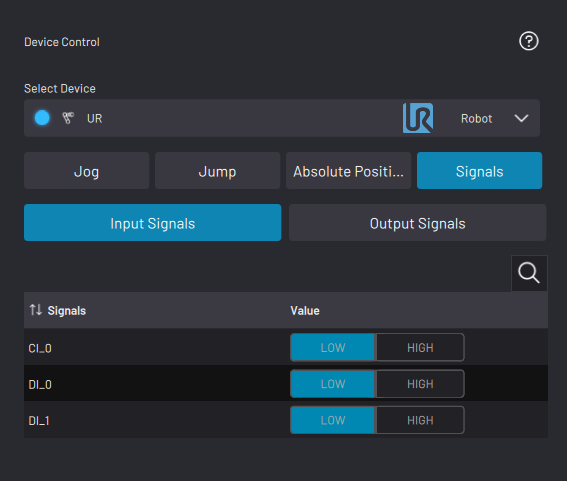 Device Control
Select Device
UR UR Robot
Jog Jump Absolute Positi... Signals
Input Signals Output Signals
Signals Value
CI_0 LOW HIGH
DI_0 LOW HIGH
DI_1 LOW HIGH